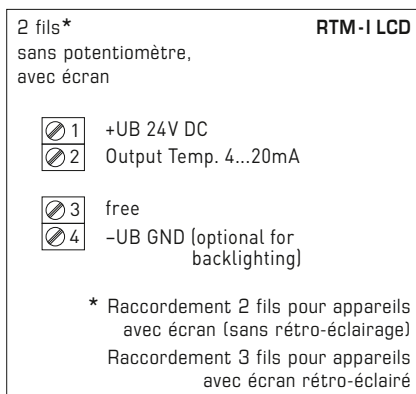 2 fils* RTM-I LCD
sans potentiomètre,
avec écran
1 +UB 24V DC
2 Output Temp. 4...20mA
3 free
4 –UB GND (optional for
backlighting)
* Raccordement 2 fils pour appareils
avec écran (sans rétro-éclairage)
Raccordement 3 fils pour appareils
avec écran rétro-éclairé